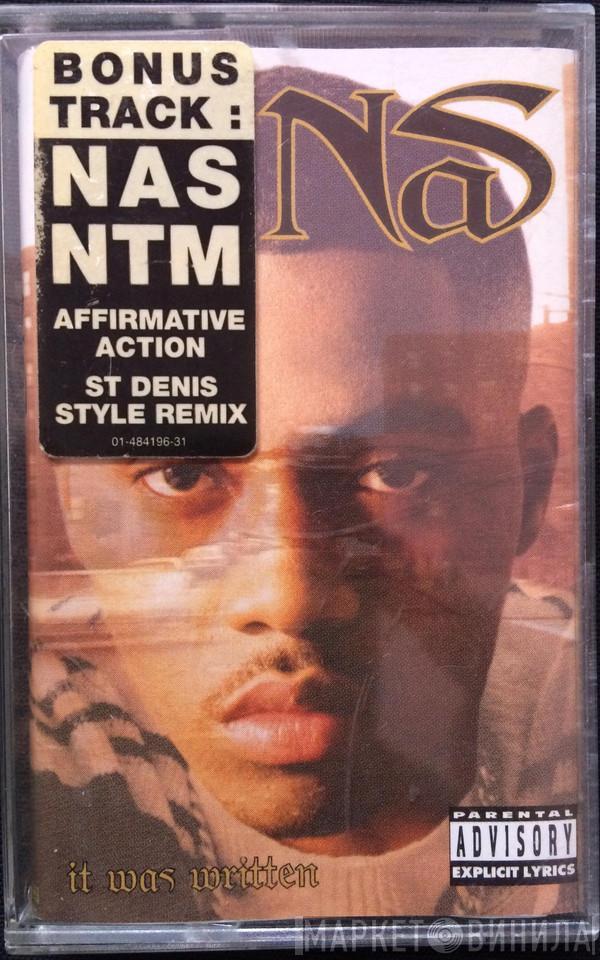 BONUS
TRACK :
NAS
NTM
AFFIRMATIVE
ACTION
ST DENIS
STYLE REMIX
01-484196-31
NaS
it was written
PARENTAL
ADVISORY
EXPLICIT LYRICS
МАРКЕТ ВИНИЛА